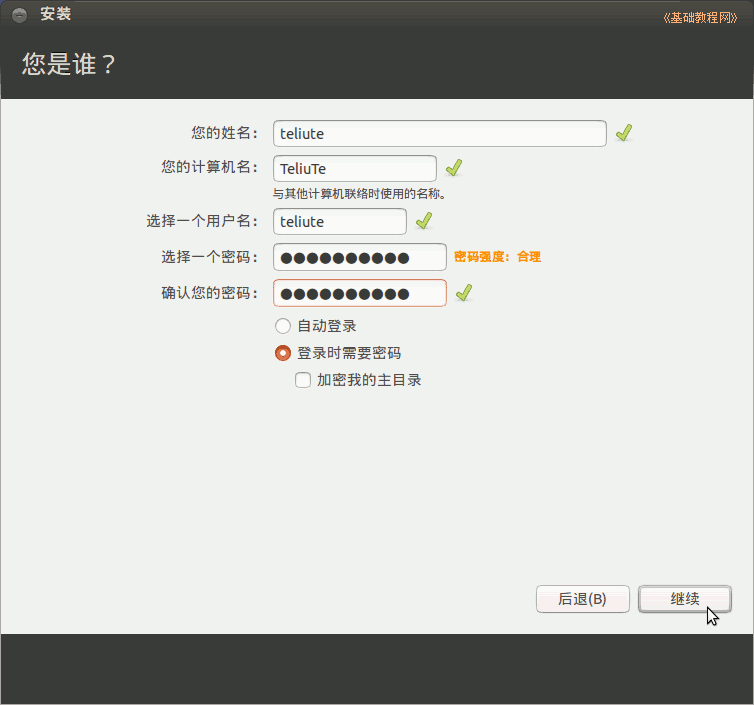 安装
《基础教程网》
您是谁？
您的姓名： teliute
您的计算机名： TeliuTe
与其他计算机联络时使用的名称。
选择一个用户名： teliute
选择一个密码： ●●●●●●●●●● 密码强度：合理
确认您的密码： ●●●●●●●●●●
自动登录
登录时需要密码
加密我的主目录
后退(B) 继续